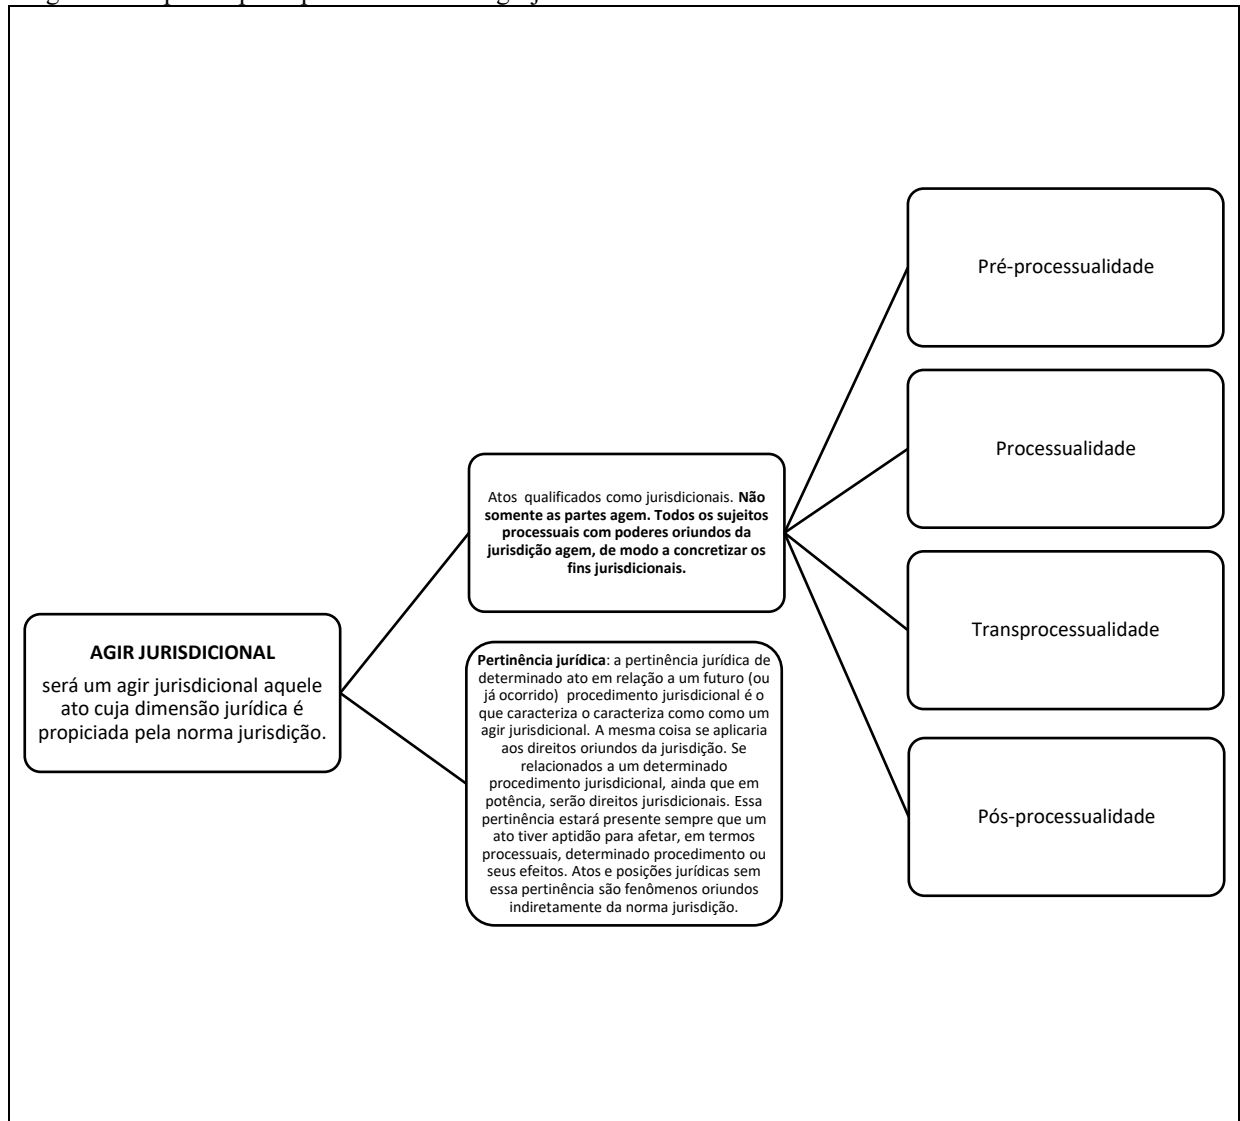 AGIR JURISDICIONAL
será um agir jurisdicional aquele
ato cuja dimensão jurídica é
propiciada pela norma jurisdição.
Atos qualificados como jurisdicionais. Não
somente as partes agem. Todos os sujeitos
processuais com poderes oriundos da
jurisdição agem, de modo a concretizar os
fins jurisdicionais.
Pertinência jurídica: a pertinência jurídica de
determinado ato em relação a um futuro (ou
já ocorrido) procedimento jurisdicional é o
que caracteriza o caracteriza como como um
agir jurisdicional. A mesma coisa se aplicaria
aos direitos oriundos da jurisdição. Se
relacionados a um determinado
procedimento jurisdicional, ainda que em
potência, serão direitos jurisdicionais. Essa
pertinência estará presente sempre que um
ato tiver aptidão para afetar, em termos
processuais, determinado procedimento ou
seus efeitos. Atos e posições jurídicas sem
essa pertinência são fenômenos oriundos
indiretamente da norma jurisdição.
Pré-processualidade
Processualidade
Transprocessualidade
Pós-processualidade